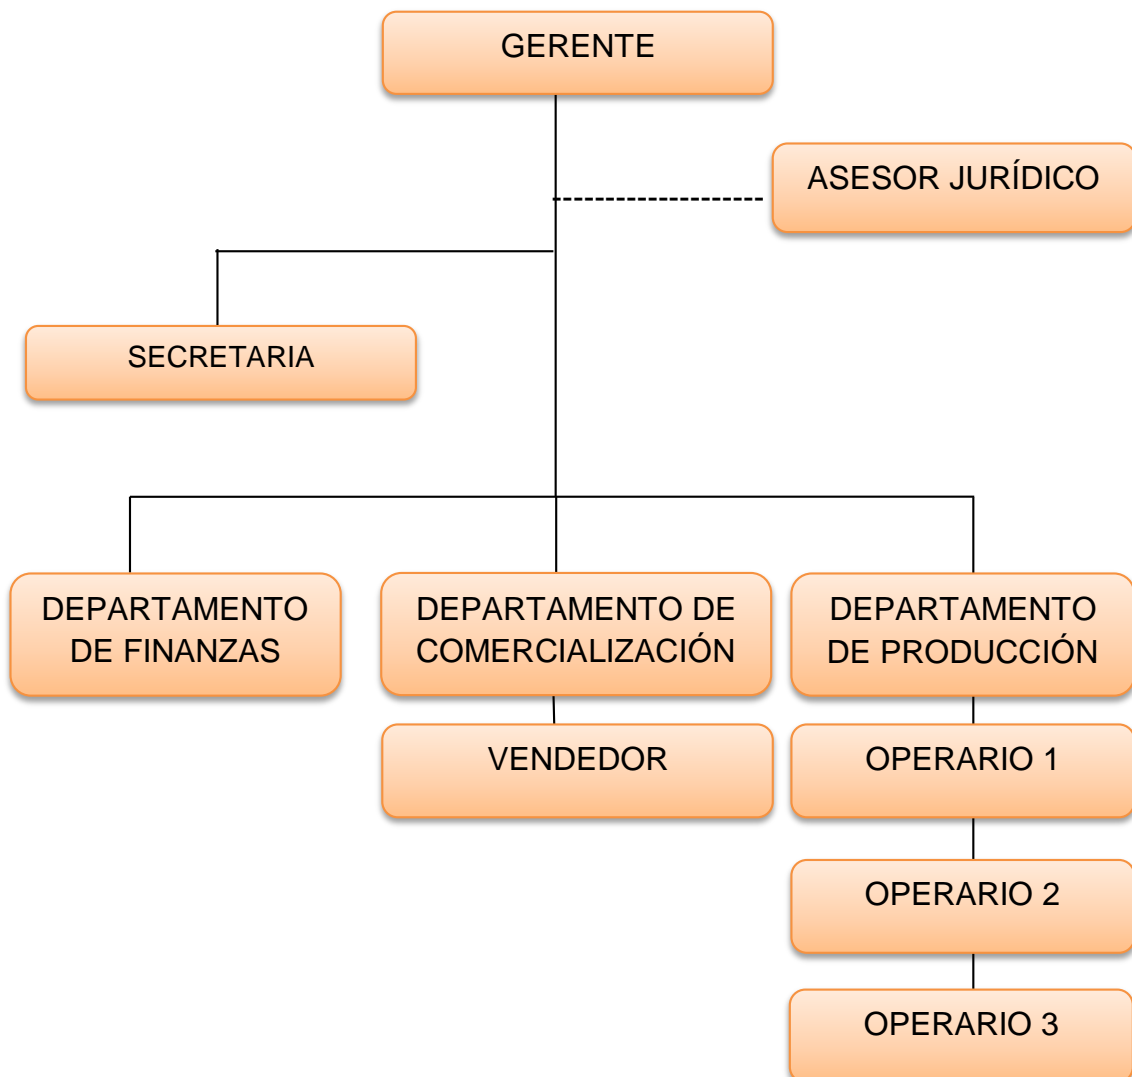 GERENTE
ASESOR JURÍDICO
SECRETARIA
DEPARTAMENTO
DE FINANZAS
DEPARTAMENTO DE
COMERCIALIZACIÓN
DEPARTAMENTO
DE PRODUCCIÓN
VENDEDOR
OPERARIO 1
OPERARIO 2
OPERARIO 3